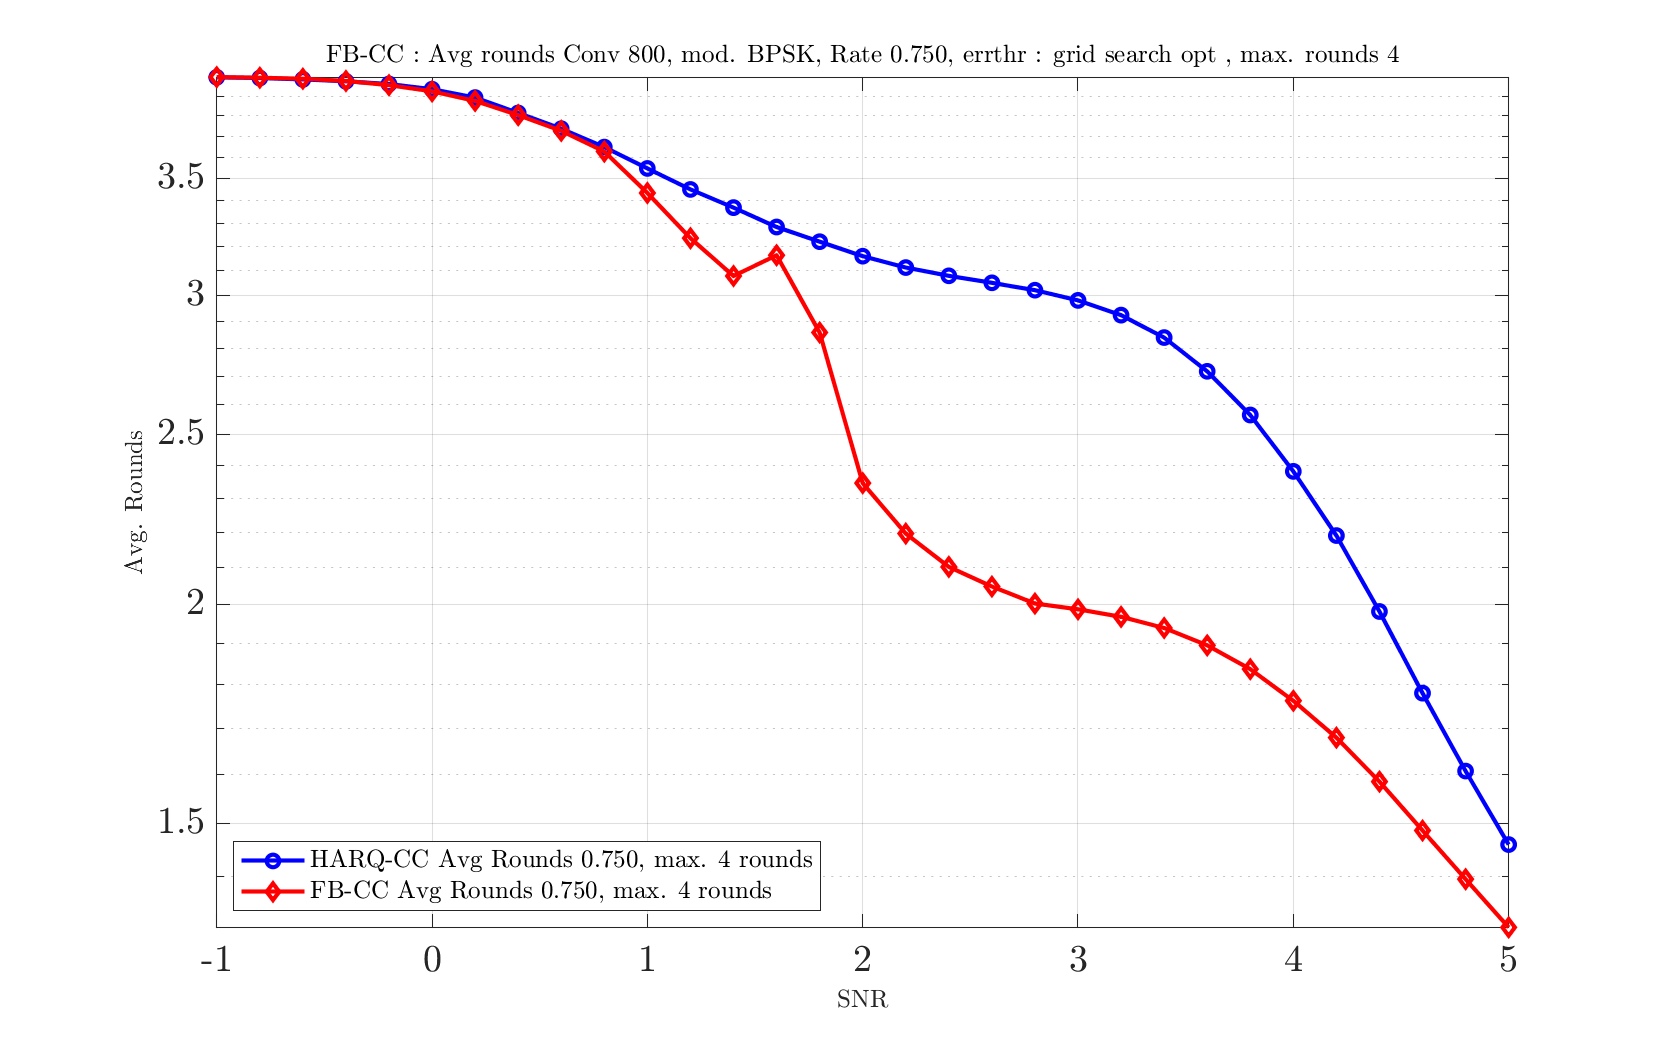 FB-CC : Avg rounds Conv 800, mod. BPSK, Rate 0.750, errthr : grid search opt , max. rounds 4
3.5
3
2.5
2
1.5
Avg. Rounds
HARQ-CC Avg Rounds 0.750, max. 4 rounds
FB-CC Avg Rounds 0.750, max. 4 rounds
-1 0 1 2 3 4 5
SNR